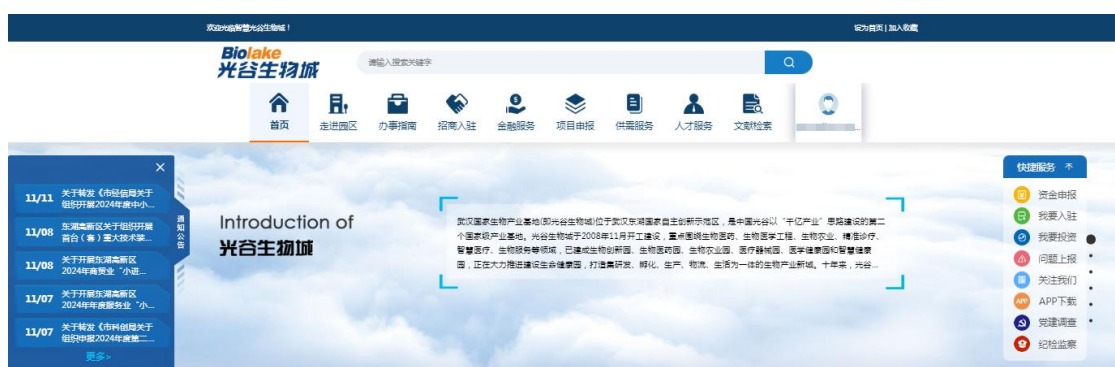 欢迎光临智慧光谷生物城！
设为首页 | 加入收藏
Biolake
光谷生物城
请输入搜索关键字
首页
走进园区
办事指南
招商入驻
金融服务
项目申报
供需服务
人才服务
文献检索
通知公告
11/11 关于转发《市经信局关于
组织开展2024年度中小...
11/08 东湖高新区关于组织开展
首台（套）重大技术装...
11/08 关于开展东湖高新区
2024年商贸业“小进...
11/07 关于开展东湖高新区
2024年年度服务业“小...
11/07 关于转发《市科创局关于
组织申报2024年度第二...
更多>
Introduction of
光谷生物城
武汉国家生物产业基地(即光谷生物城)位于武汉东湖国家自主创新示范区，是中国光谷以“千亿产业”思路建设的第二
个国家级产业基地。光谷生物城于2008年11月开工建设，重点围绕生物医药、生物医学工程、生物农业、精准诊疗、
智慧医疗、生物服务等领域，已建成生物创新园、生物医药园、生物农业园、医疗器械园、医学健康园和智慧健康
园，正在大力推进建设生命健康园，打造集研发、孵化、生产、物流、生活为一体的生物产业新城。十年来，光谷...
快捷服务
资金申报
我要入驻
我要投资
问题上报
关注我们
APP APP下载
党建调查
纪检监察